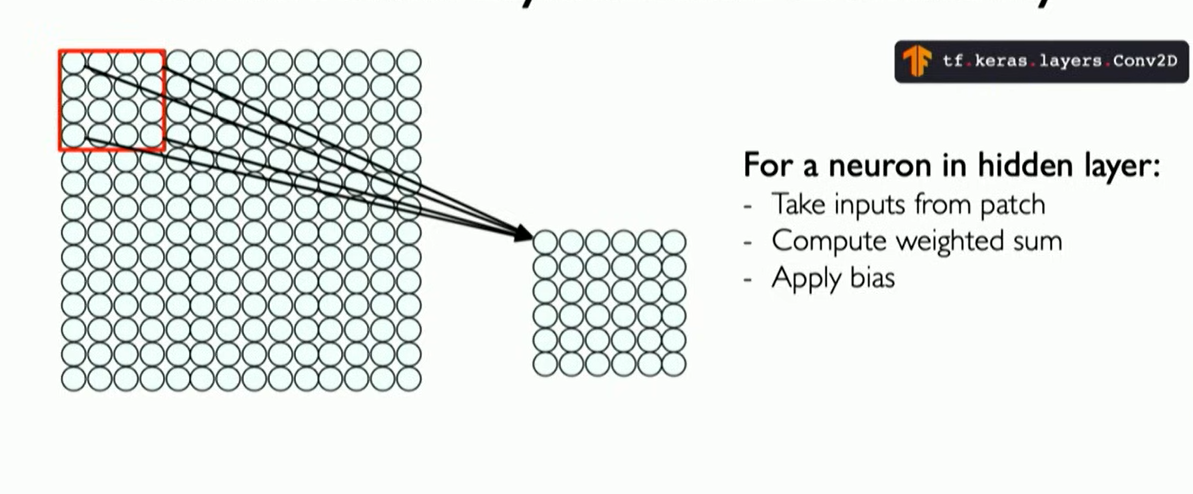 tf.keras.layers.Conv2D
For a neuron in hidden layer:
- Take inputs from patch
- Compute weighted sum
- Apply bias